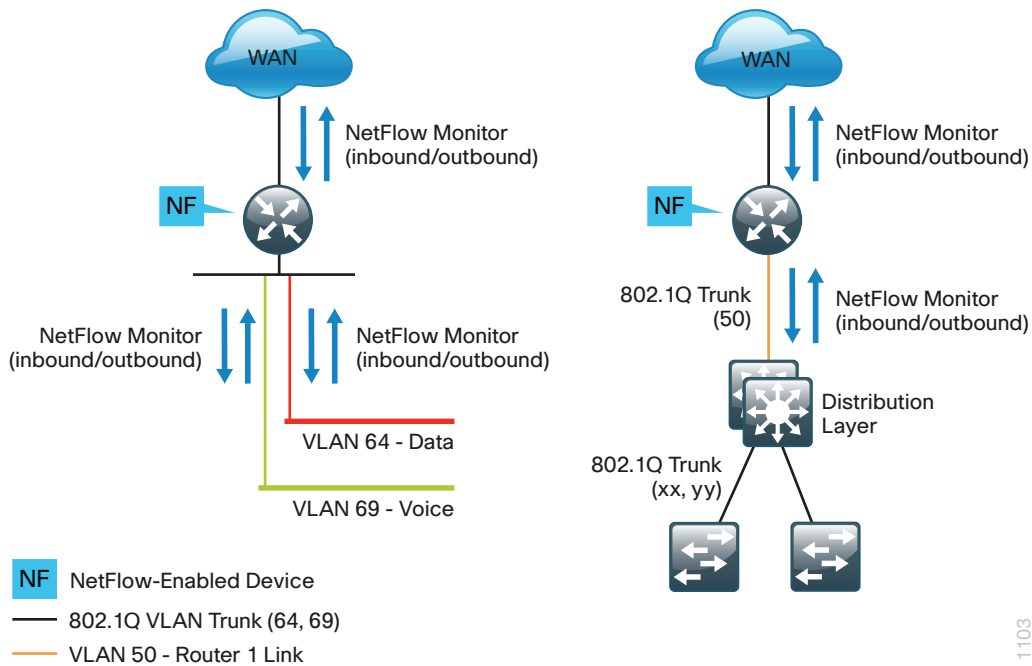 WAN
NetFlow Monitor
(inbound/outbound)
NF
NetFlow Monitor
(inbound/outbound)
NetFlow Monitor
(inbound/outbound)
VLAN 64 - Data
VLAN 69 - Voice
WAN
NetFlow Monitor
(inbound/outbound)
NF
802.1Q Trunk
(50)
NetFlow Monitor
(inbound/outbound)
Distribution
Layer
802.1Q Trunk
(xx, yy)
NF NetFlow-Enabled Device
802.1Q VLAN Trunk (64, 69)
VLAN 50 - Router 1 Link
1103